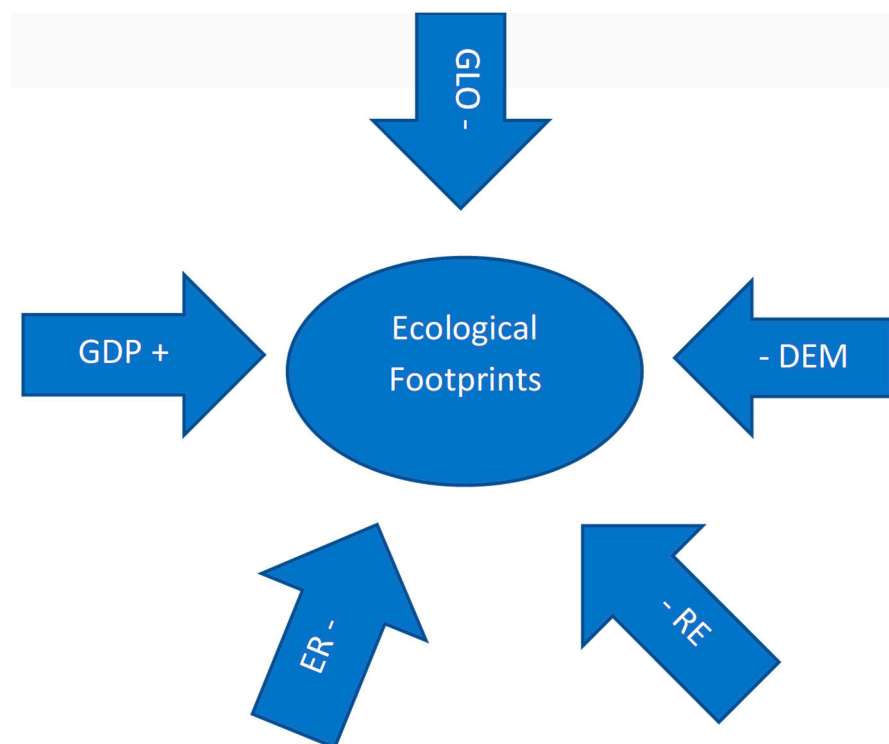 GLO -
GDP +
Ecological
Footprints
- DEM
ER -
- RE